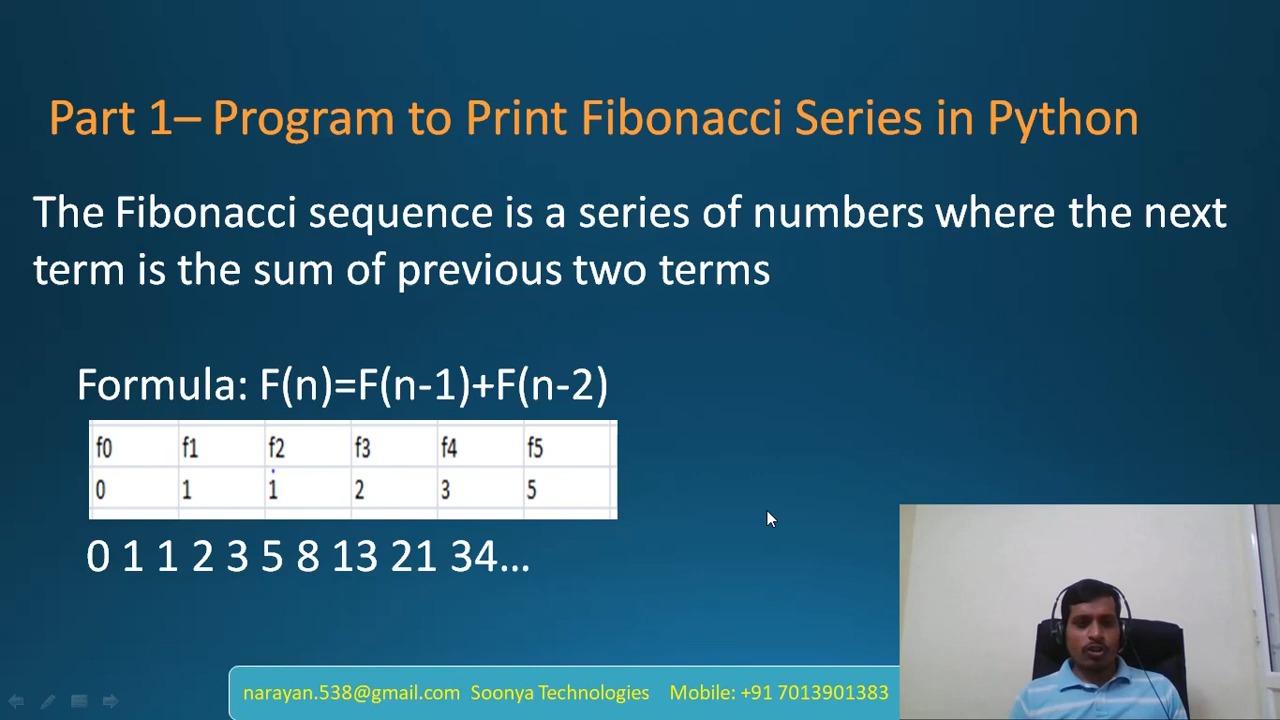 Part 1– Program to Print Fibonacci Series in Python
The Fibonacci sequence is a series of numbers where the next
term is the sum of previous two terms
Formula: F(n)=F(n-1)+F(n-2)
f0 f1 f2 f3 f4 f5
0 1 1 2 3 5
0 1 1 2 3 5 8 13 21 34...
narayan.538@gmail.com Soonya Technologies Mobile: +91 7013901383